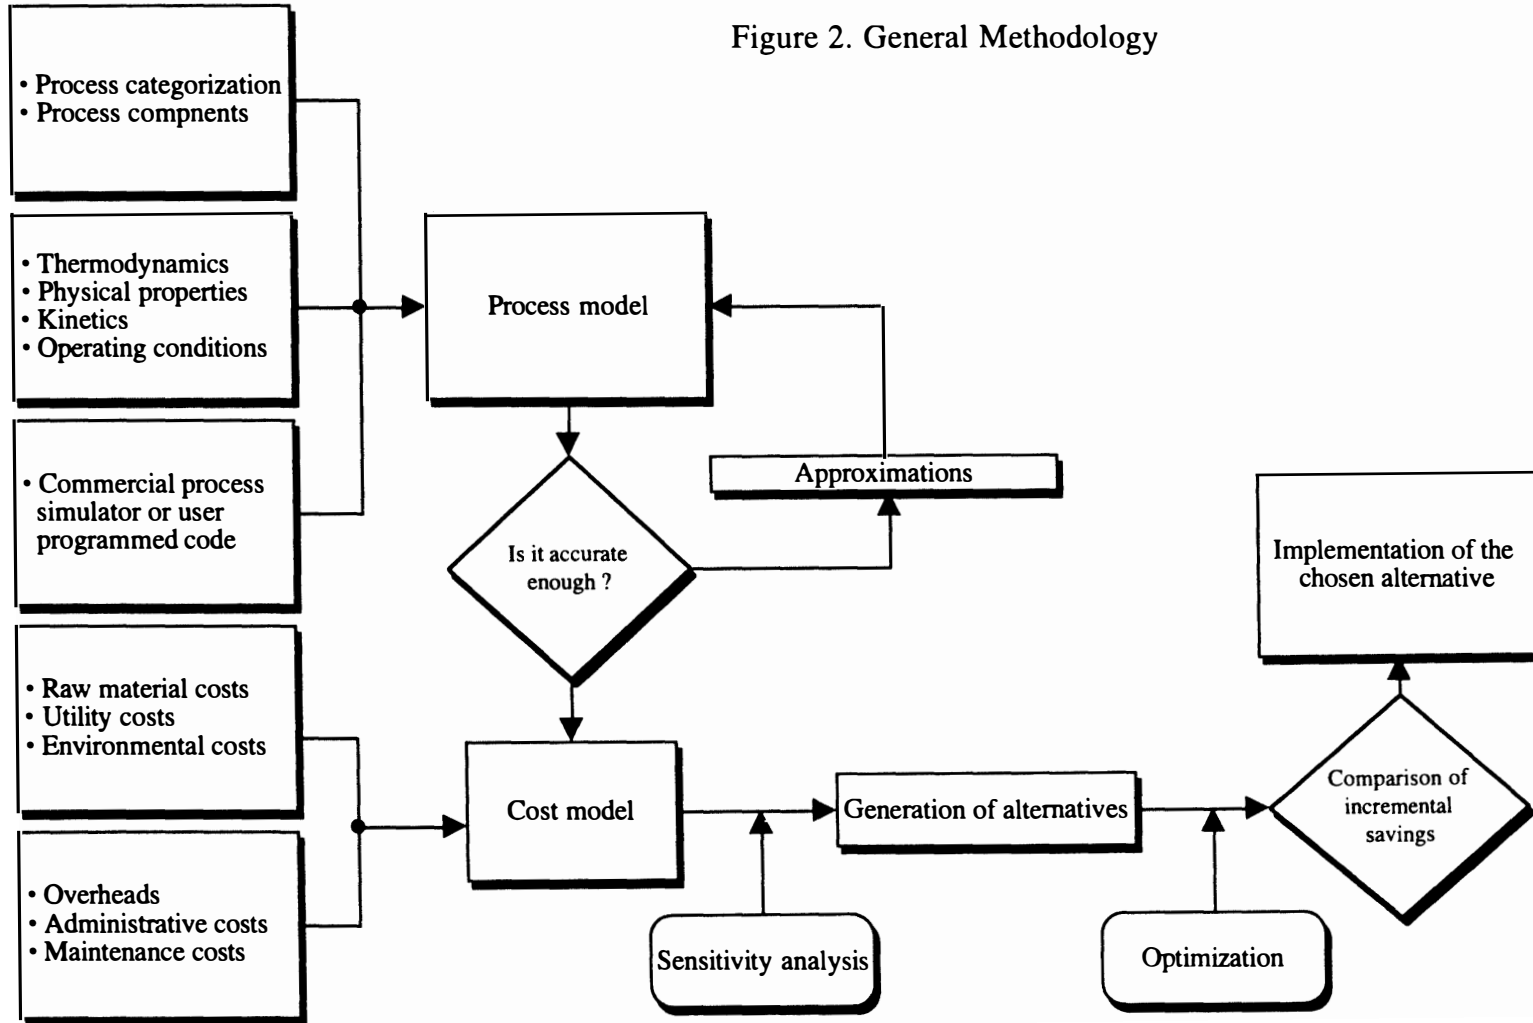 Figure 2. General Methodology
• Process categorization
• Process compnents
• Thermodynamics
• Physical properties
• Kinetics
• Operating conditions
Process model
• Commercial process
simulator or user
programmed code
Approximations
Is it accurate
enough ?
Implementation of the
chosen alternative
• Raw material costs
• Utility costs
• Environmental costs
Cost model
Generation of alternatives
Comparison of
incremental
savings
• Overheads
• Administrative costs
• Maintenance costs
Sensitivity analysis
Optimization